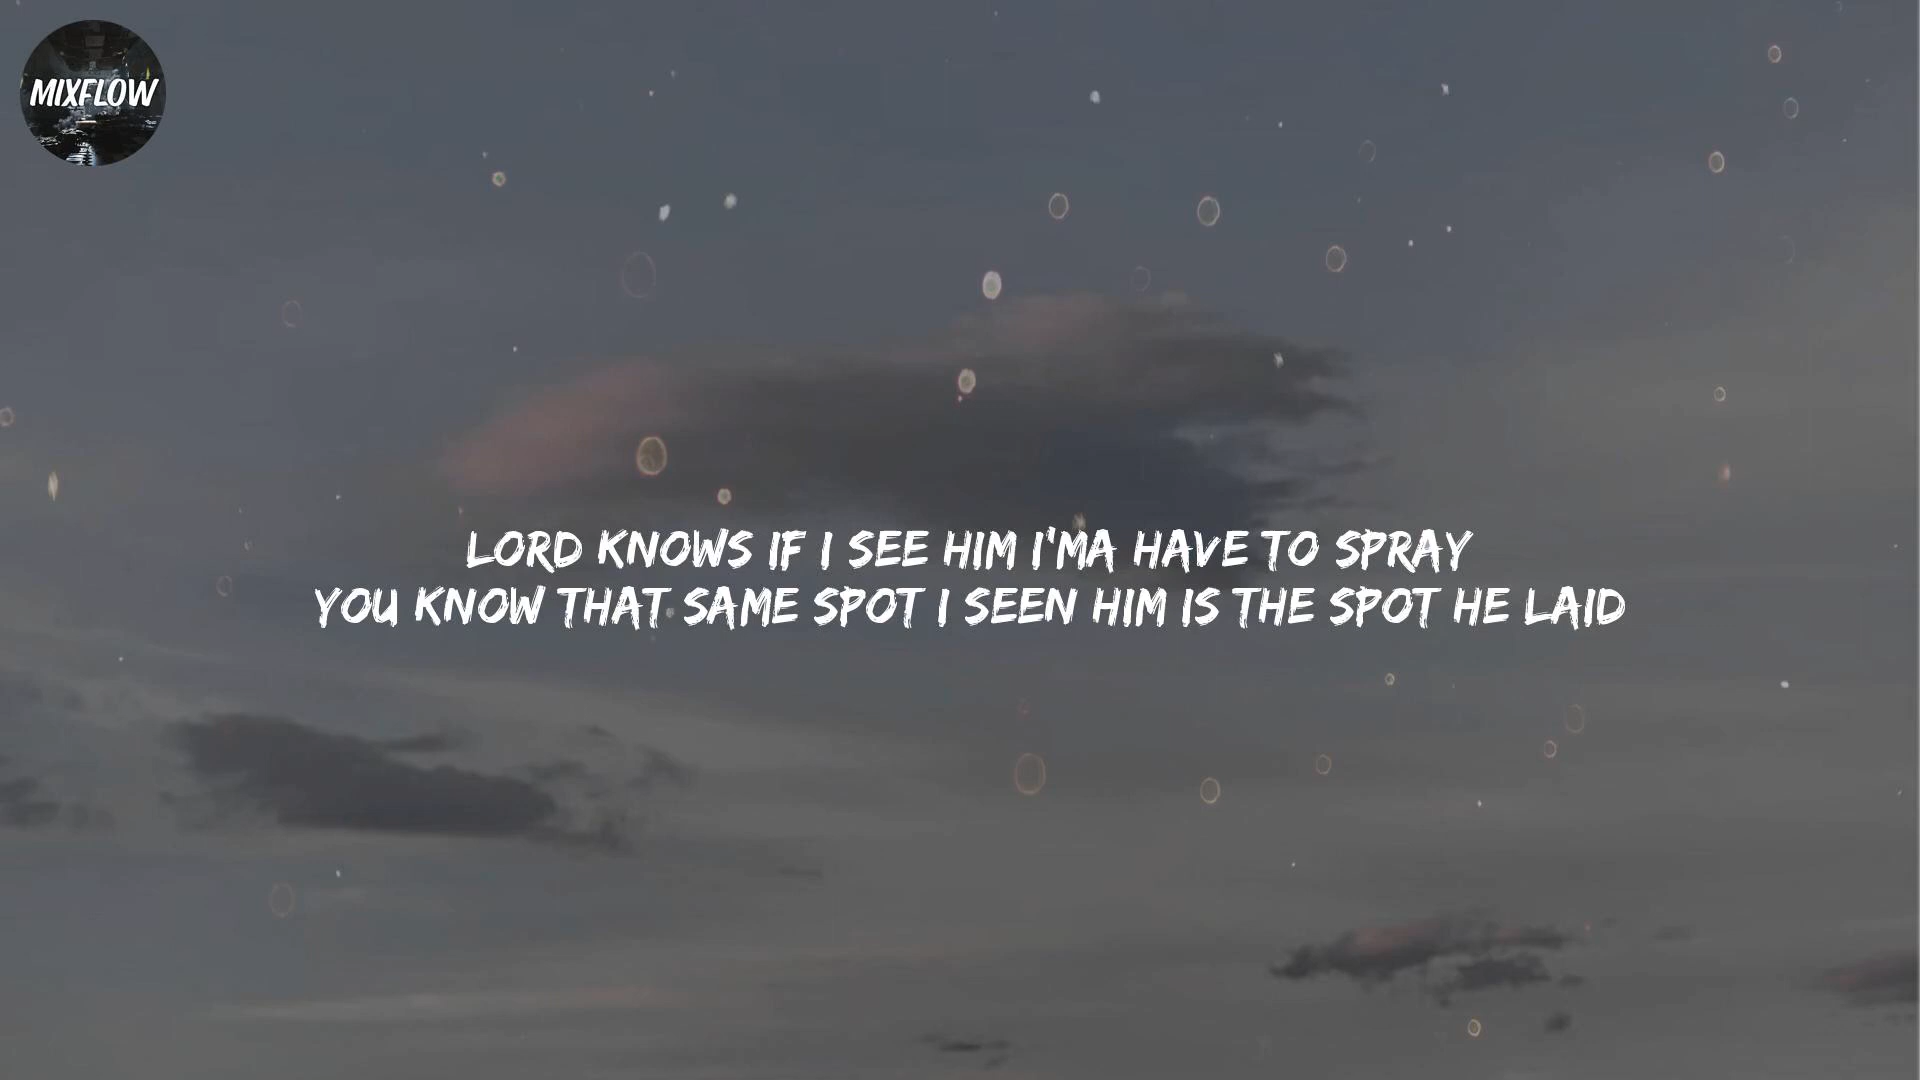 MIXFLOW
LORD KNOWS IF I SEE HIM I'MA HAVE TO SPRAY
YOU KNOW THAT SAME SPOT I SEEN HIM IS THE SPOT HE LAID